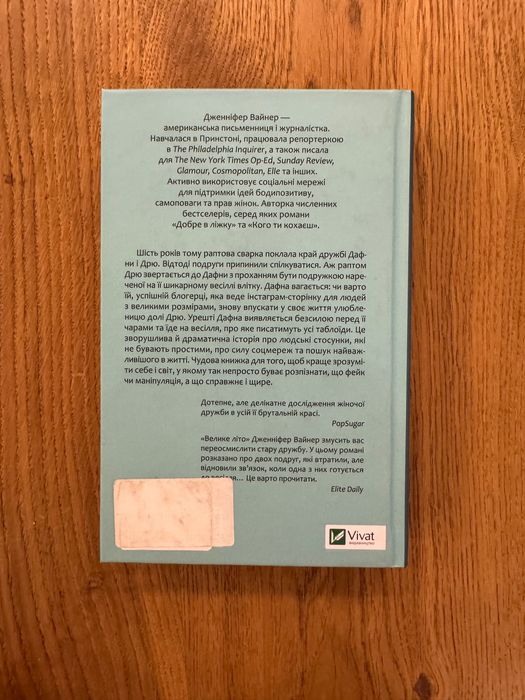 Дженніфер Вайнер —
американська письменниця і журналістка.
Навчалася в Принстоні, працювала репортеркою
в The Philadelphia Inquirer, а також писала
для The New York Times Op-Ed, Sunday Review,
Glamour, Cosmopolitan, Elle та інших.
Активно використовує соціальні мережі
для підтримки ідей бодипозитиву,
самоповаги та прав жінок. Авторка численних
бестселерів, серед яких романи
«Добре в ліжку» та «Кого ти кохаєш».
Шість років тому раптова сварка поклала край дружбі Даф-
ни і Дрю. Відтоді подруги припинили спілкуватися. Аж раптом
Дрю звертається до Дафни з проханням бути подружкою наре-
ченої на її шикарному весіллі влітку. Дафна вагається: чи варто
їй, успішній блогерці, яка веде інстаграм-сторінку для людей
з великими розмірами, знову впускати у своє життя улюбле-
ницю долі Дрю. Урешті Дафна виявляється безсилою перед її
чарами та їде на весілля, про яке писатимуть усі таблоїди. Це
зворушлива й драматична історія про людські стосунки, які
не бувають простими, про силу соцмереж та пошук найваж-
ливішого в житті. Чудова книжка для того, щоб краще зрозумі-
ти себе і світ, у якому так непросто буває розпізнати, що фейк
чи маніпуляція, а що справжнє і щире.
Дотепне, але делікатне дослідження жіночої
дружби в усій її брутальній красі.
PopSugar
«Велике літо» Дженніфер Вайнер змусить вас
переосмислити стару дружбу. У цьому романі
розказано про двох подруг, які втратили, але
відновили зв'язок, коли одна з них готується
до весілля... Це варто прочитати.
Elite Daily
Vivat
видавництво